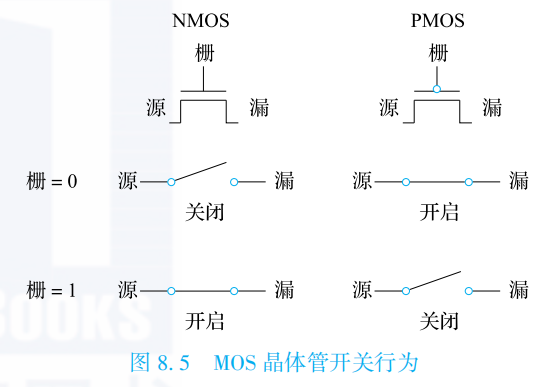 NMOS PMOS
栅 栅
源 漏 源 漏
栅 = 0 源 漏 源 漏
关闭 开启
栅 = 1 源 漏 源 漏
开启 关闭
OOKS
图 8.5 MOS 晶体管开关行为